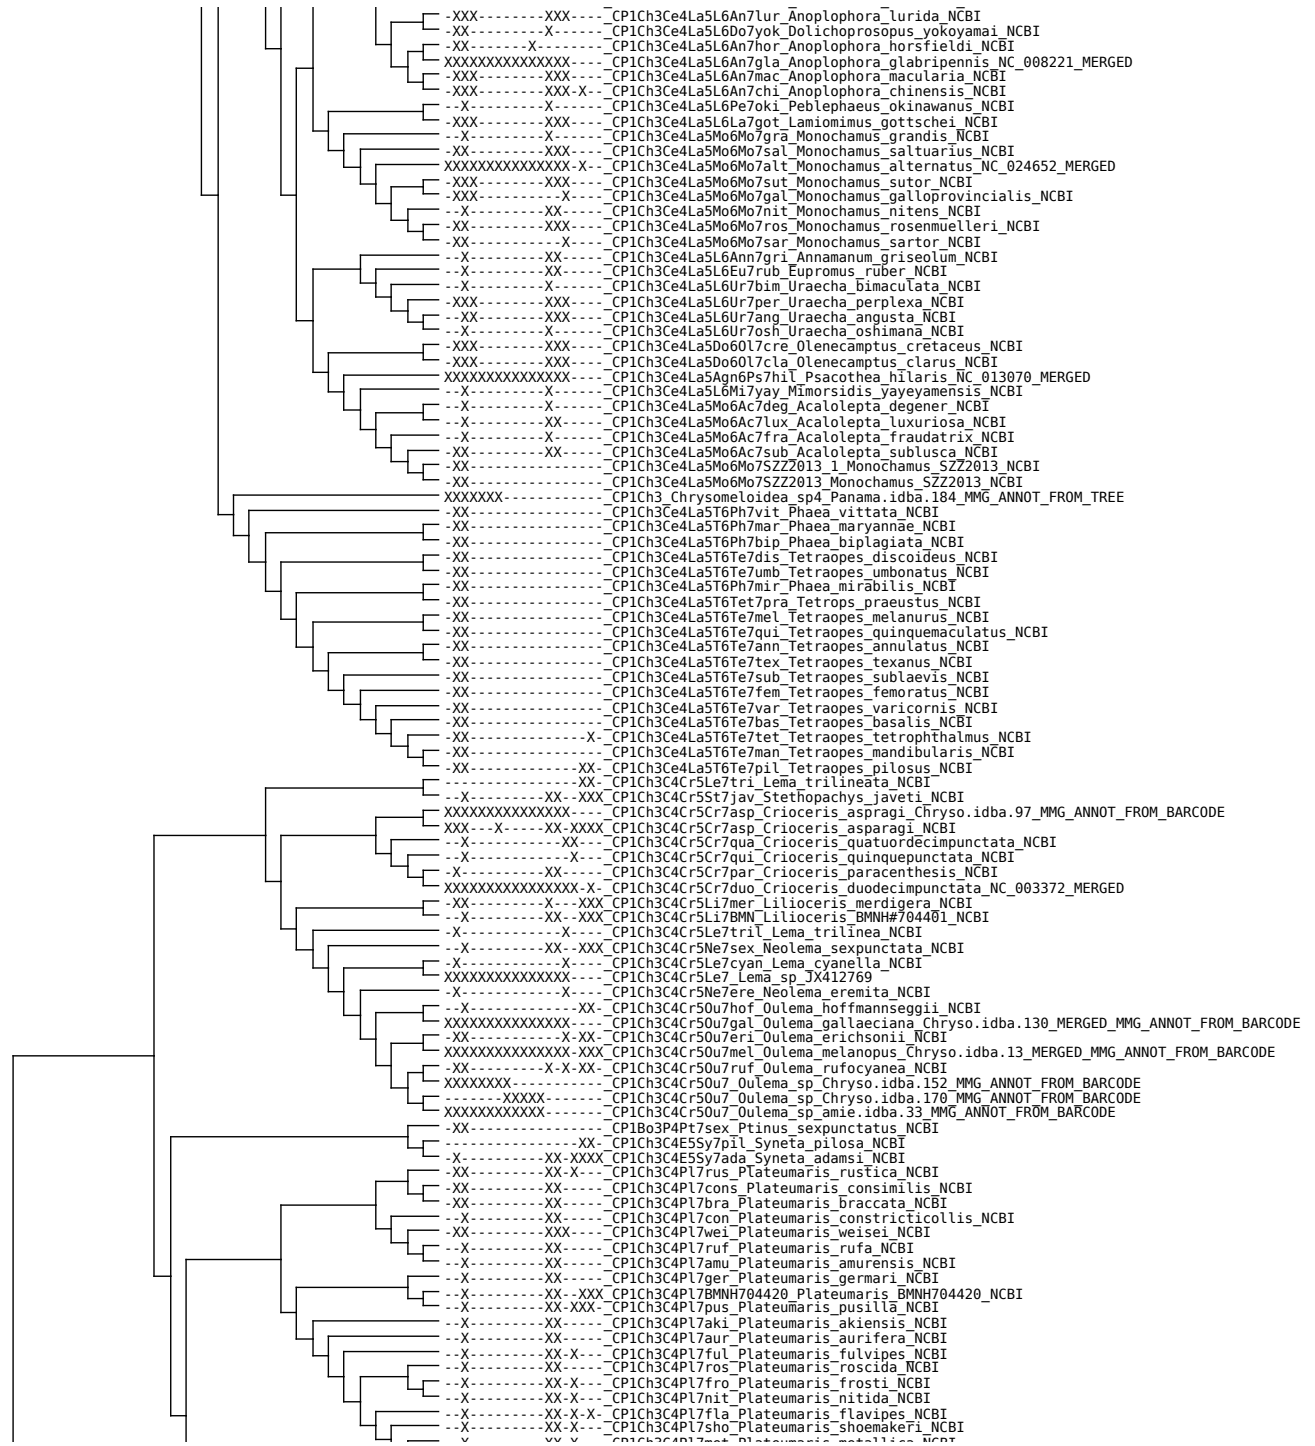 -XXX--------XXX----_CP1Ch3Ce4La5L6An7lur_Anoplophora_lurida_NCBI
-XX---------X------_CP1Ch3Ce4La5L6Do7yok_Dolichoprosopus_yokoyamai_NCBI
-XX-------X--------_CP1Ch3Ce4La5L6An7hor_Anoplophora_horsfieldi_NCBI
XXXXXXXXXXXXXXX----_CP1Ch3Ce4La5L6An7gla_Anoplophora_glabripennis_NC_008221_MERGED
-XXX--------XXX----_CP1Ch3Ce4La5L6An7mac_Anoplophora_macularia_NCBI
-XXX--------XXX-X--_CP1Ch3Ce4La5L6An7chi_Anoplophora_chinensis_NCBI
--X---------X------_CP1Ch3Ce4La5L6Pe7oki_Peblephaeus_okinawanus_NCBI
-XXX--------XXX----_CP1Ch3Ce4La5L6La7got_Lamiomimus_gottschei_NCBI
--X---------X------_CP1Ch3Ce4La5Mo6Mo7gra_Monochamus_grandis_NCBI
-XXX--------XXX----_CP1Ch3Ce4La5Mo6Mo7sal_Monochamus_saltuarius_NCBI
XXXXXXXXXXXXXXX-X--_CP1Ch3Ce4La5Mo6Mo7alt_Monochamus_alternatus_NC_024652_MERGED
-XXX--------XXX----_CP1Ch3Ce4La5Mo6Mo7sut_Monochamus_sutor_NCBI
-XXX----------X----_CP1Ch3Ce4La5Mo6Mo7gal_Monochamus_galloprovincialis_NCBI
--X---------XX-----_CP1Ch3Ce4La5Mo6Mo7nit_Monochamus_nitens_NCBI
-XX---------XXX----_CP1Ch3Ce4La5Mo6Mo7ros_Monochamus_rosenmuelleri_NCBI
-XX-----------X----_CP1Ch3Ce4La5Mo6Mo7sar_Monochamus_sartor_NCBI
--X---------XX-----_CP1Ch3Ce4La5L6Ann7gri_Annamanum_griseolum_NCBI
--X---------XX-----_CP1Ch3Ce4La5L6Eu7rub_Eupromus_ruber_NCBI
--X---------X------_CP1Ch3Ce4La5L6Ur7bim_Uraecha_bimaculata_NCBI
-XXX--------XXX----_CP1Ch3Ce4La5L6Ur7per_Uraecha_perplexa_NCBI
--XX--------XXX----_CP1Ch3Ce4La5L6Ur7ang_Uraecha_angusta_NCBI
--X---------X------_CP1Ch3Ce4La5L6Ur7osh_Uraecha_oshimana_NCBI
-XXX--------XXX----_CP1Ch3Ce4La5Do6Ol7cre_Olenecamptus_cretaceus_NCBI
-XXX--------XXX----_CP1Ch3Ce4La5Do6Ol7cla_Olenecamptus_clarus_NCBI
XXXXXXXXXXXXXXX----_CP1Ch3Ce4La5Agn6Ps7hil_Psacothea_hilaris_NC_013070_MERGED
--X---------X------_CP1Ch3Ce4La5L6Mi7yay_Mimorsidis_yayeyamensis_NCBI
--X---------X------_CP1Ch3Ce4La5Mo6Ac7deg_Acalolepta_degener_NCBI
--X---------XX-----_CP1Ch3Ce4La5Mo6Ac7lux_Acalolepta_luxuriosa_NCBI
--X---------X------_CP1Ch3Ce4La5Mo6Ac7fra_Acalolepta_fraudatrix_NCBI
-XX---------XX-----_CP1Ch3Ce4La5Mo6Ac7sub_Acalolepta_sublusca_NCBI
-XX----------------_CP1Ch3Ce4La5Mo6Mo7SZZ2013_1_Monochamus_SZZ2013_NCBI
-XX----------------_CP1Ch3Ce4La5Mo6Mo7SZZ2013_Monochamus_SZZ2013_NCBI
XXXXXXX------------_CP1Ch3_Chrysomeloidea_sp4_Panama.idba.184_MMG_ANNOT_FROM_TREE
-XX----------------_CP1Ch3Ce4La5T6Ph7vit_Phaea_vittata_NCBI
-XX----------------_CP1Ch3Ce4La5T6Ph7mar_Phaea_maryannae_NCBI
-XX----------------_CP1Ch3Ce4La5T6Ph7bip_Phaea_biplagiata_NCBI
-XX----------------_CP1Ch3Ce4La5T6Te7dis_Tetraopes_discoideus_NCBI
-XX----------------_CP1Ch3Ce4La5T6Te7umb_Tetraopes_umbonatus_NCBI
-XX----------------_CP1Ch3Ce4La5T6Ph7mir_Phaea_mirabilis_NCBI
-XX----------------_CP1Ch3Ce4La5T6Tet7pra_Tetrops_praeustus_NCBI
-XX----------------_CP1Ch3Ce4La5T6Te7mel_Tetraopes_melanurus_NCBI
-XX----------------_CP1Ch3Ce4La5T6Te7qui_Tetraopes_quinquemaculatus_NCBI
-XX----------------_CP1Ch3Ce4La5T6Te7ann_Tetraopes_annulatus_NCBI
-XX----------------_CP1Ch3Ce4La5T6Te7tex_Tetraopes_texanus_NCBI
-XX----------------_CP1Ch3Ce4La5T6Te7sub_Tetraopes_sublaevis_NCBI
-XX----------------_CP1Ch3Ce4La5T6Te7fem_Tetraopes_femoratus_NCBI
-XX----------------_CP1Ch3Ce4La5T6Te7var_Tetraopes_varicornis_NCBI
-XX----------------_CP1Ch3Ce4La5T6Te7bas_Tetraopes_basalis_NCBI
-XX--------------X-_CP1Ch3Ce4La5T6Te7tet_Tetraopes_tetrophthalmus_NCBI
-XX----------------_CP1Ch3Ce4La5T6Te7man_Tetraopes_mandibularis_NCBI
-XX-------------XX-_CP1Ch3Ce4La5T6Te7pil_Tetraopes_pilosus_NCBI
----------------XX-_CP1Ch3C4Cr5Le7tri_Lema_trilineata_NCBI
--X---------XX--XXX_CP1Ch3C4Cr5St7jav_Stethopachys_javeti_NCBI
XXXXXXXXXXXXXXX----_CP1Ch3C4Cr5Cr7asp_Crioceris_aspragi_Chryso.idba.97_MMG_ANNOT_FROM_BARCODE
XXX---X-----XX-XXXX_CP1Ch3C4Cr5Cr7asp_Crioceris_asparagi_NCBI
--X-----------XX---_CP1Ch3C4Cr5Cr7qua_Crioceris_quatuordecimpunctata_NCBI
--X------------X---_CP1Ch3C4Cr5Cr7qui_Crioceris_quinquepunctata_NCBI
-X----------XX-----_CP1Ch3C4Cr5Cr7par_Crioceris_paracenthesis_NCBI
XXXXXXXXXXXXXXXX-X-_CP1Ch3C4Cr5Cr7duo_Crioceris_duodecimpunctata_NC_003372_MERGED
-XX---------X---XXX_CP1Ch3C4Cr5Li7mer_Lilioceris_merdigera_NCBI
--X---------XX--XXX_CP1Ch3C4Cr5Li7BMN_Lilioceris_BMNH#704401_NCBI
-X------------X----_CP1Ch3C4Cr5Le7tril_Lema_trilinea_NCBI
--X---------XX--XXX_CP1Ch3C4Cr5Ne7sex_Neolema_sexpunctata_NCBI
-X------------X----_CP1Ch3C4Cr5Le7cyan_Lema_cyanella_NCBI
XXXXXXXXXXXXXXX----_CP1Ch3C4Cr5Le7_Lema_sp_JX412769
-X------------X----_CP1Ch3C4Cr5Ne7ere_Neolema_eremita_NCBI
--X-------------XX-_CP1Ch3C4Cr5Ou7hof_Oulema_hoffmannseggii_NCBI
XXXXXXXXXXXXXXX----_CP1Ch3C4Cr5Ou7gal_Oulema_gallaeciana_Chryso.idba.130_MERGED_MMG_ANNOT_FROM_BARCODE
-XX-----------X-XX-_CP1Ch3C4Cr5Ou7eri_Oulema_erichsonii_NCBI
XXXXXXXXXXXXXXX-XXX_CP1Ch3C4Cr5Ou7mel_Oulema_melanopus_Chryso.idba.13_MERGED_MMG_ANNOT_FROM_BARCODE
-XX---------X-X-XX-_CP1Ch3C4Cr5Ou7ruf_Oulema_rufocyanea_NCBI
XXXXXXXX-----------_CP1Ch3C4Cr5Ou7_Oulema_sp_Chryso.idba.152_MMG_ANNOT_FROM_BARCODE
-------XXXXX-------_CP1Ch3C4Cr5Ou7_Oulema_sp_Chryso.idba.170_MMG_ANNOT_FROM_BARCODE
XXXXXXXXXXXX-------_CP1Ch3C4Cr5Ou7_Oulema_sp_amie.idba.33_MMG_ANNOT_FROM_BARCODE
-XX----------------_CP1Bo3P4Pt7sex_Ptinus_sexpunctatus_NCBI
----------------XX-_CP1Ch3C4E5Sy7pil_Syneta_pilosa_NCBI
-X----------XX-XXXX_CP1Ch3C4E5Sy7ada_Syneta_adamsi_NCBI
-XX---------XX-X---_CP1Ch3C4Pl7rus_Plateumaris_rustica_NCBI
-XX---------XX-----_CP1Ch3C4Pl7cons_Plateumaris_consimilis_NCBI
-XX---------XX-----_CP1Ch3C4Pl7bra_Plateumaris_braccata_NCBI
--X---------XX-----_CP1Ch3C4Pl7con_Plateumaris_constricticollis_NCBI
-XX---------XXX----_CP1Ch3C4Pl7wei_Plateumaris_weisei_NCBI
--X---------XX-----_CP1Ch3C4Pl7ruf_Plateumaris_rufa_NCBI
--X---------XX-----_CP1Ch3C4Pl7amu_Plateumaris_amurensis_NCBI
--X---------XX-----_CP1Ch3C4Pl7ger_Plateumaris_germari_NCBI
--X---------XX--XXX_CP1Ch3C4Pl7BMNH704420_Plateumaris_BMNH704420_NCBI
--X---------XX-XXX-_CP1Ch3C4Pl7pus_Plateumaris_pusilla_NCBI
--X---------XX-----_CP1Ch3C4Pl7aki_Plateumaris_akiensis_NCBI
--X---------XX-----_CP1Ch3C4Pl7aur_Plateumaris_aurifera_NCBI
--X---------XX-X---_CP1Ch3C4Pl7ful_Plateumaris_fulvipes_NCBI
--X---------XX-----_CP1Ch3C4Pl7ros_Plateumaris_roscida_NCBI
--X---------XX-X---_CP1Ch3C4Pl7fro_Plateumaris_frosti_NCBI
--X---------XX-X---_CP1Ch3C4Pl7nit_Plateumaris_nitida_NCBI
--X---------XX-X-X-_CP1Ch3C4Pl7fla_Plateumaris_flavipes_NCBI
--X---------XX-X---_CP1Ch3C4Pl7sho_Plateumaris_shoemakeri_NCBI